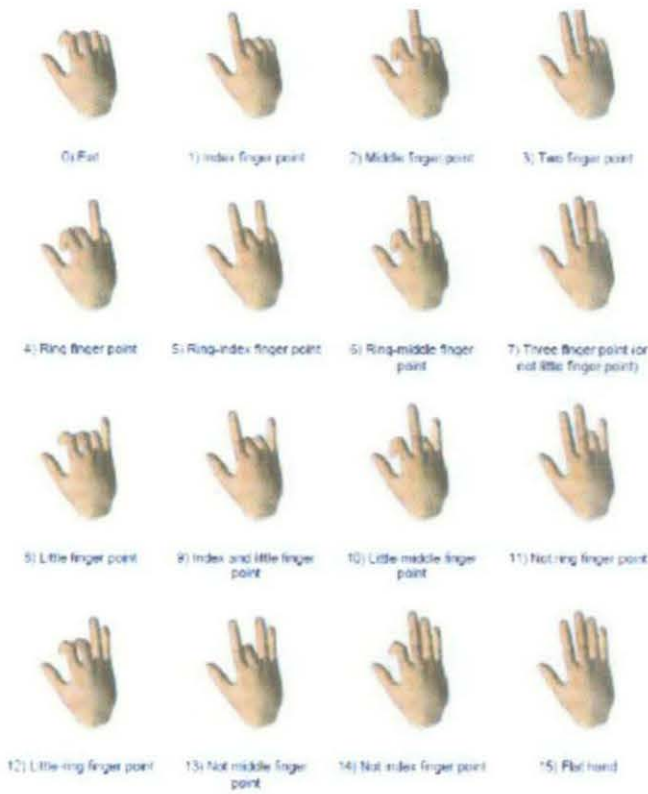 0) Fist
1) Index finger point
2) Middle finger point
3) Two finger point
4) Ring finger point
5) Ring-index finger point
6) Ring-middle finger
point
7) Three finger point (or
not little finger point)
8) Little finger point
9) Index and little finger
point
10) Little-middle finger
point
11) Not ring finger point
12) Little-ring finger point
13) Not middle finger
point
14) Not index finger point
15) Flat hand